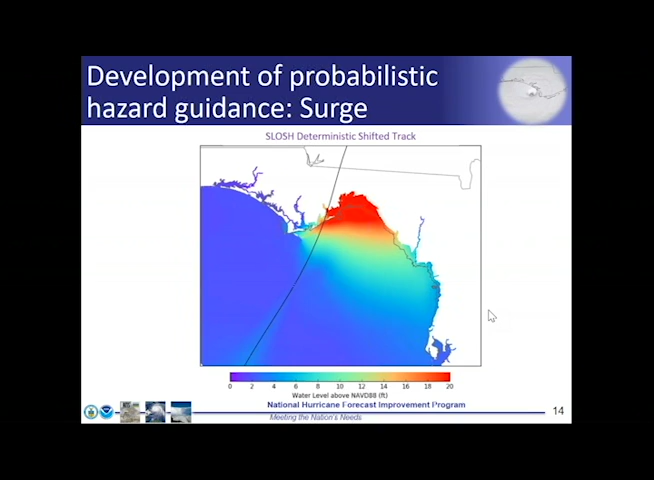 Development of probabilistic
hazard guidance: Surge
SLOSH Deterministic Shifted Track
0 2 4 6 8 10 12 14 16 18 20
Water Level above NAVD88 (ft)
National Hurricane Forecast Improvement Program
Meeting the Nation's Needs
14